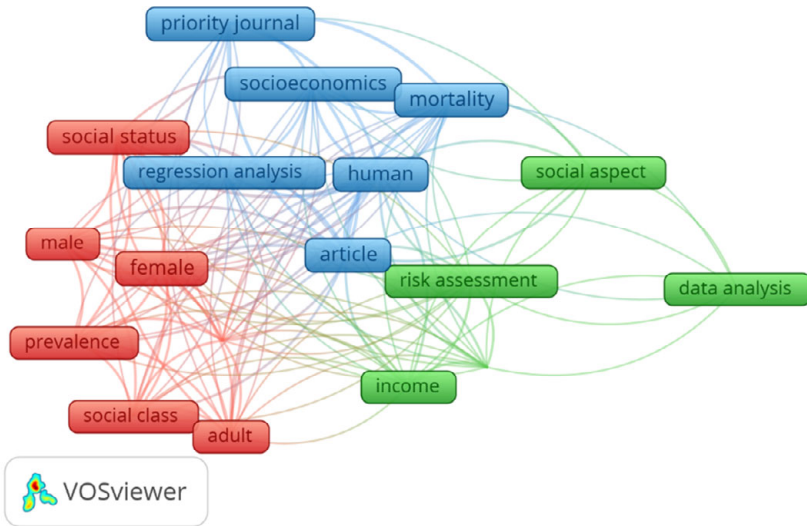 priority journal
socioeconomics
mortality
social status
regression analysis
human
social aspect
male
female
article
risk assessment
data analysis
prevalence
income
social class
adult
VOSviewer